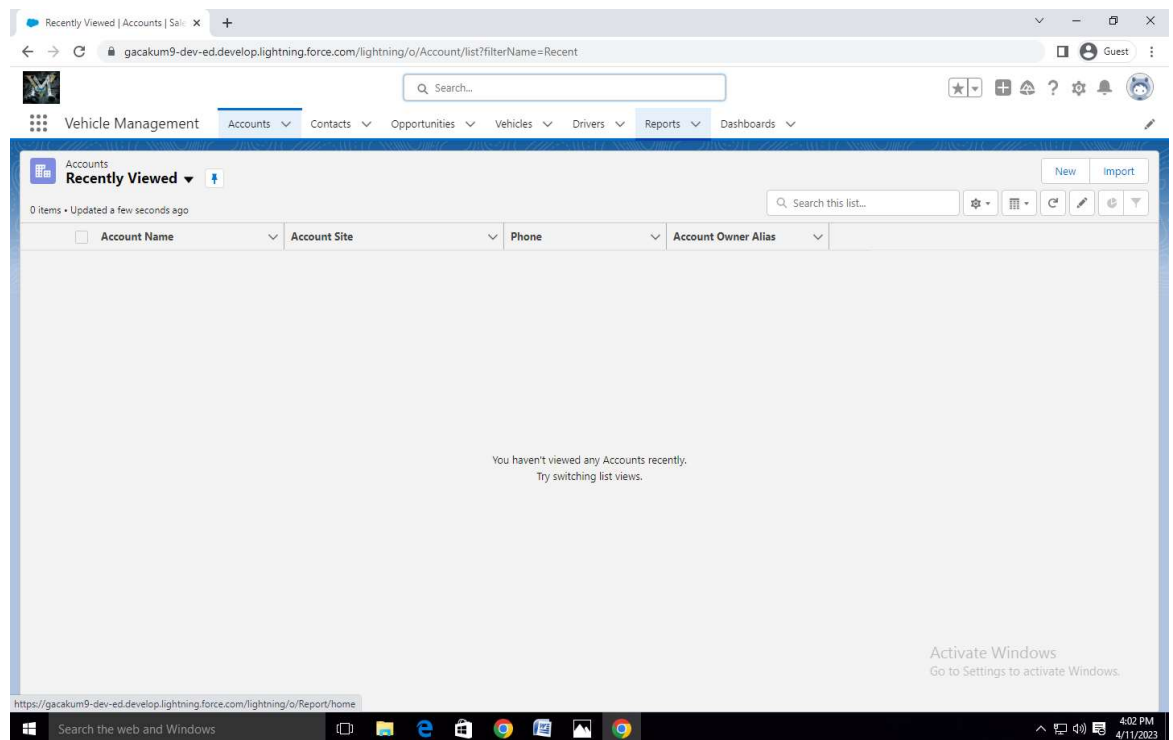 Recently Viewed | Accounts | Sale
gacakum9-dev-ed.develop.lightning.force.com/lightning/o/Account/list?filterName=Recent
Guest
Search...
Vehicle Management Accounts Contacts Opportunities Vehicles Drivers Reports Dashboards
Accounts
Recently Viewed
New Import
0 items • Updated a few seconds ago
Search this list...
Account Name Account Site Phone Account Owner Alias
You haven't viewed any Accounts recently.
Try switching list views.
Activate Windows
Go to Settings to activate Windows.
https://gacakum9-dev-ed.develop.lightning.force.com/lightning/o/Report/home
Search the web and Windows
4:02 PM
4/11/2023